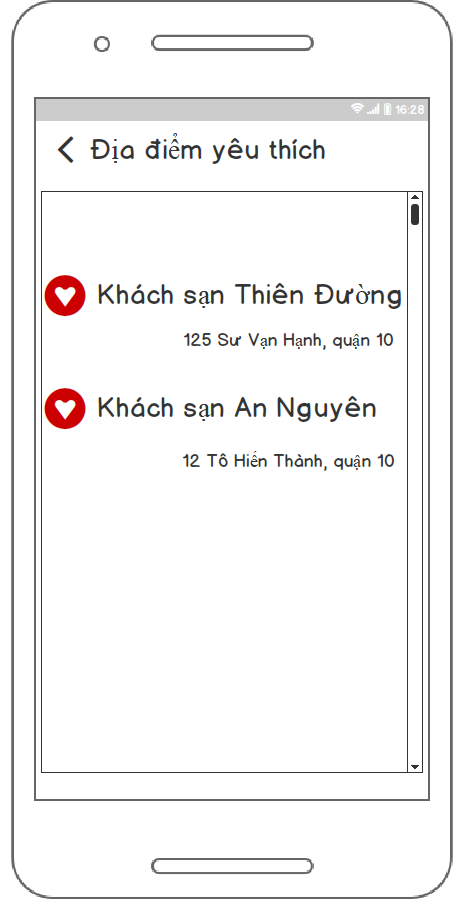 16:28
Địa điểm yêu thích
Khách sạn Thiên Đường
125 Sư Vạn Hạnh, quận 10
Khách sạn An Nguyên
12 Tô Hiến Thành, quận 10